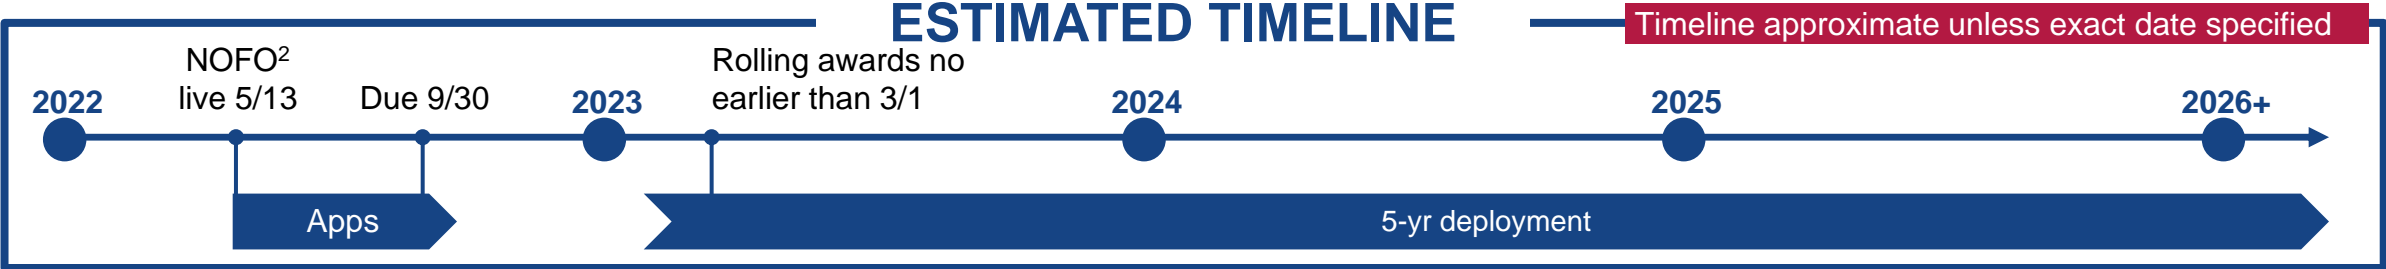 ESTIMATED TIMELINE
Timeline approximate unless exact date specified
2022
NOFO²
live 5/13
Due 9/30
2023
Rolling awards no
earlier than 3/1
2024
2025
2026+
Apps
5-yr deployment